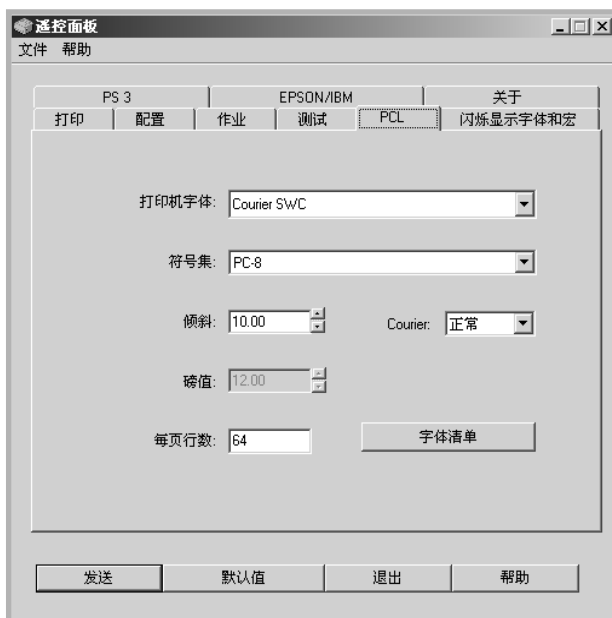 遥控面板
文件 帮助
PS 3 EPSON/IBM 关于
打印 配置 作业 测试 PCL 闪烁显示字体和宏
打印机字体: Courier SWC
符号集: PC-8
倾斜: 10.00 Courier: 正常
磅值: 12.00
每页行数: 64 字体清单
发送 默认值 退出 帮助